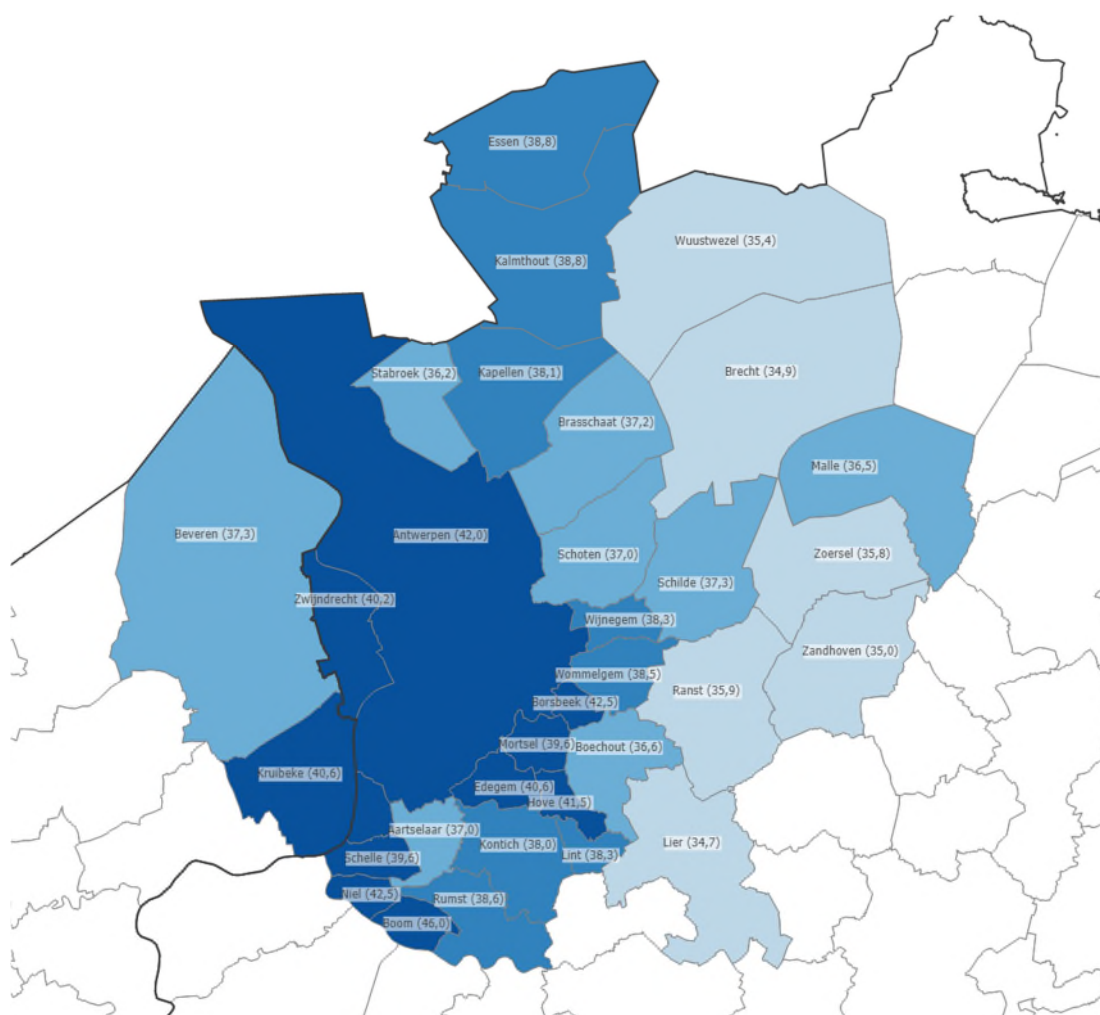 Essen (38,8)
Wuustwezel (35,4)
Kalmthout (38,8)
Stabroek (36,2)
Kapellen (38,1)
Brecht (34,9)
Brasschaat (37,2)
Malle (36,5)
Beveren (37,3)
Antwerpen (42,0)
Schoten (37,0)
Zoersel (35,8)
Schilde (37,3)
Zwijndrecht (40,2)
Wijnegem (38,3)
Zandhoven (35,0)
Wommelgem (38,5)
Ranst (35,9)
Borsbeek (42,5)
Mortsel (39,6)
Boechout (36,6)
Kruibeke (40,6)
Edegem (40,6)
Hove (41,5)
Aartselaar (37,0)
Kontich (38,0)
Lier (34,7)
Schelle (39,6)
Lint (38,3)
Niel (42,5)
Rumst (38,6)
Boom (46,0)